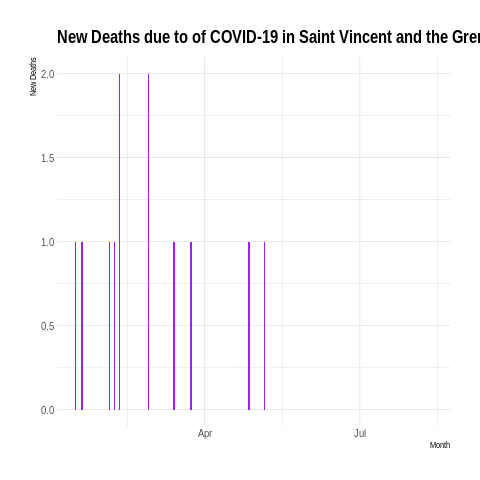 New Deaths due to of COVID-19 in Saint Vincent and the Gre
New Deaths
2.0
1.5
1.0
0.5
0.0
Apr
Jul
Month